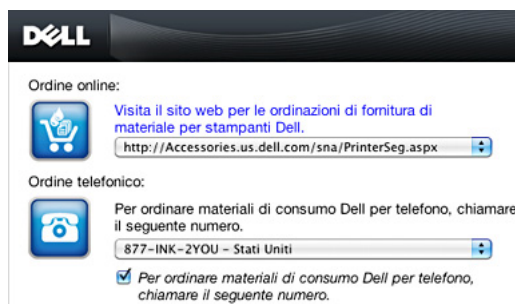 DELL
Ordine online:
Visita il sito web per le ordinazioni di fornitura di
materiale per stampanti Dell.
http://Accessories.us.dell.com/sna/PrinterSeg.aspx
Ordine telefonico:
Per ordinare materiali di consumo Dell per telefono, chiamare
il seguente numero.
877-INK-2YOU - Stati Uniti
Per ordinare materiali di consumo Dell per telefono,
chiamare il seguente numero.